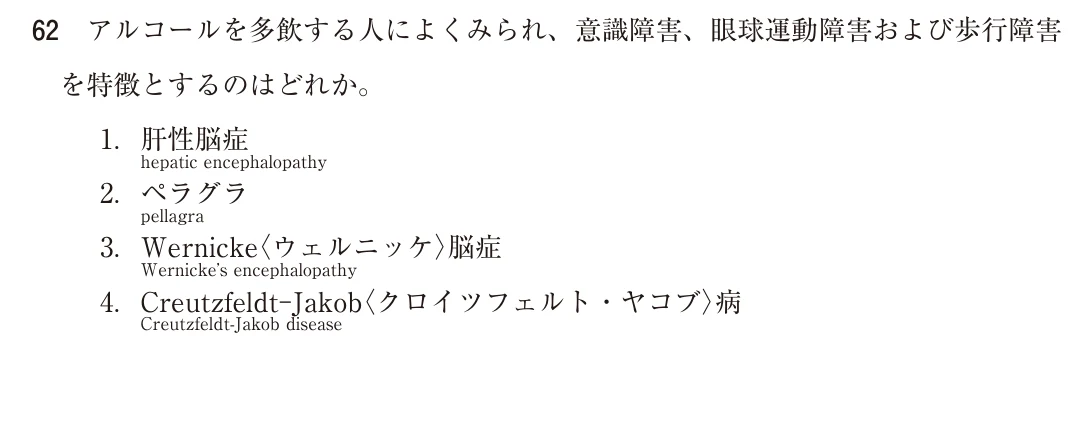 62 アルコールを多飲する人によくみられ、意識障害、眼球運動障害および歩行障害
を特徴とするのはどれか。
1. 肝性脳症
hepatic encephalopathy
2. ペラグラ
pellagra
3. Wernicke〈ウェルニッケ〉脳症
Wernicke's encephalopathy
4. Creutzfeldt-Jakob〈クロイツフェルト・ヤコブ〉病
Creutzfeldt-Jakob disease